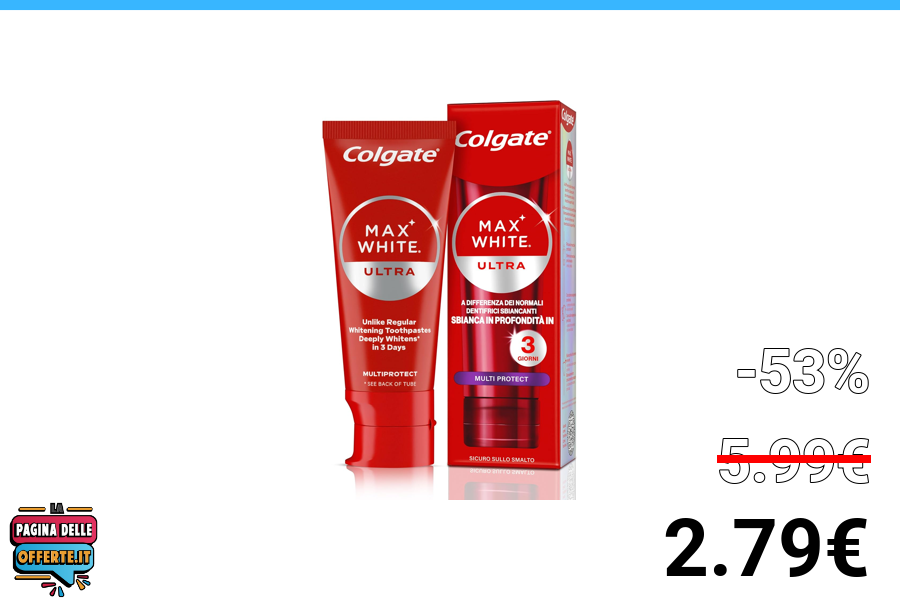 Colgate®
MAX
WHITE®
ULTRA
Unlike Regular
Whitening Toothpastes
Deeply Whitens*
in 3 Days
MULTIPROTECT
* SEE BACK OF TUBE
Colgate®
MAX
WHITE®
ULTRA
A DIFFERENZA DEI NORMALI
DENTIFRICI SBIANCANTI
SBIANCA IN PROFONDITÀ IN
3
GIORNI
MULTI PROTECT
SICURO SULLO SMALTO
Colgate
-53%
5.99€
2.79€
LA
PAGINA DELLE
OFFERTE.IT